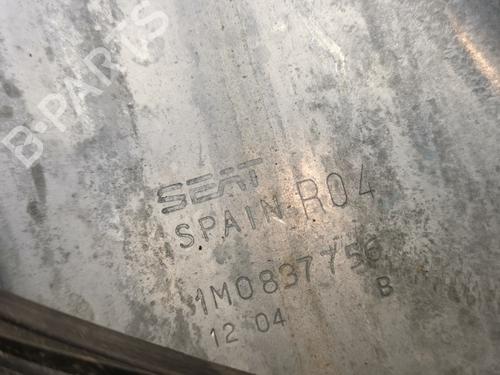 B-PARTS
SEAT
SPAIN R04
1M0837756
12 04 B